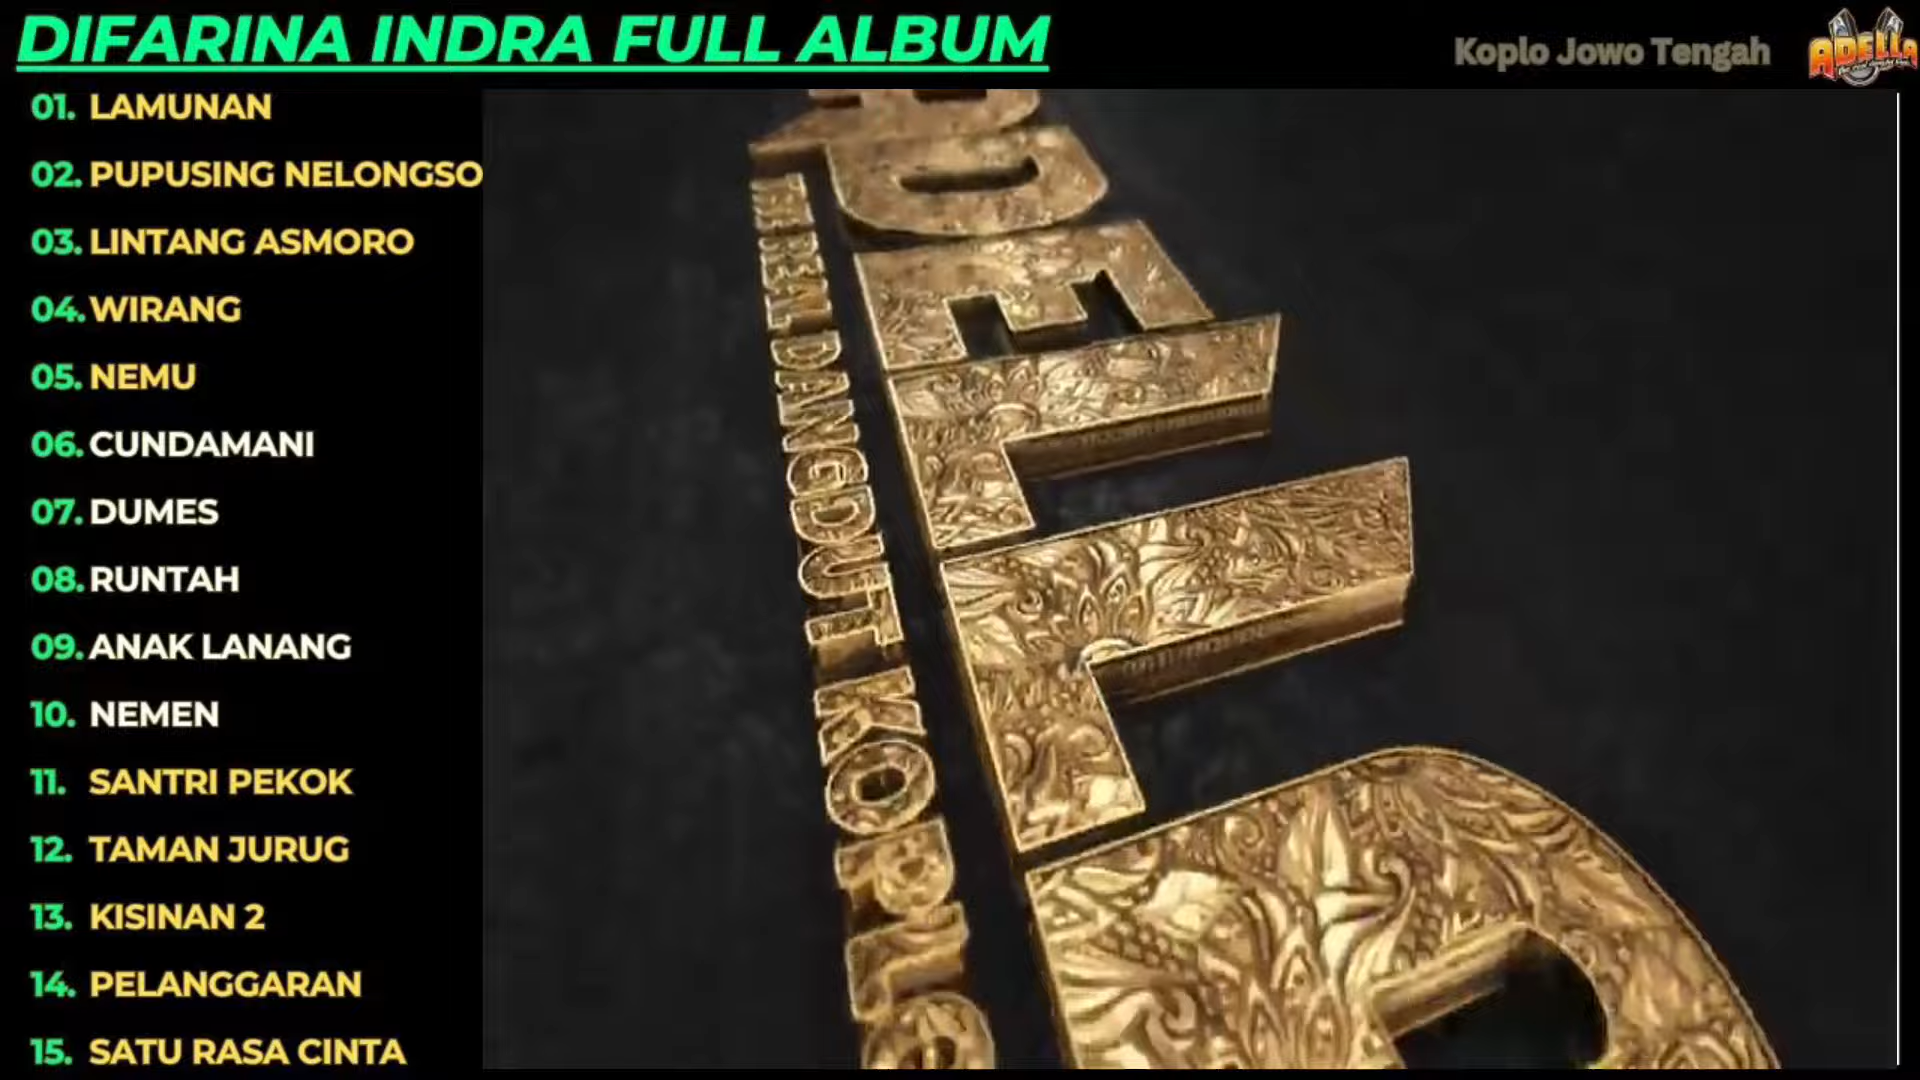 DIFARINA INDRA FULL ALBUM
Koplo Jowo Tengah
ADELLA
01. LAMUNAN
02. PUPUSING NELONGSO
03. LINTANG ASMORO
04. WIRANG
05. NEMU
06. CUNDAMANI
07. DUMES
08. RUNTAH
09. ANAK LANANG
10. NEMEN
11. SANTRI PEKOK
12. TAMAN JURUG
13. KISINAN 2
14. PELANGGARAN
15. SATU RASA CINTA
DELLA
THE REAL DANGDUT KOPLO